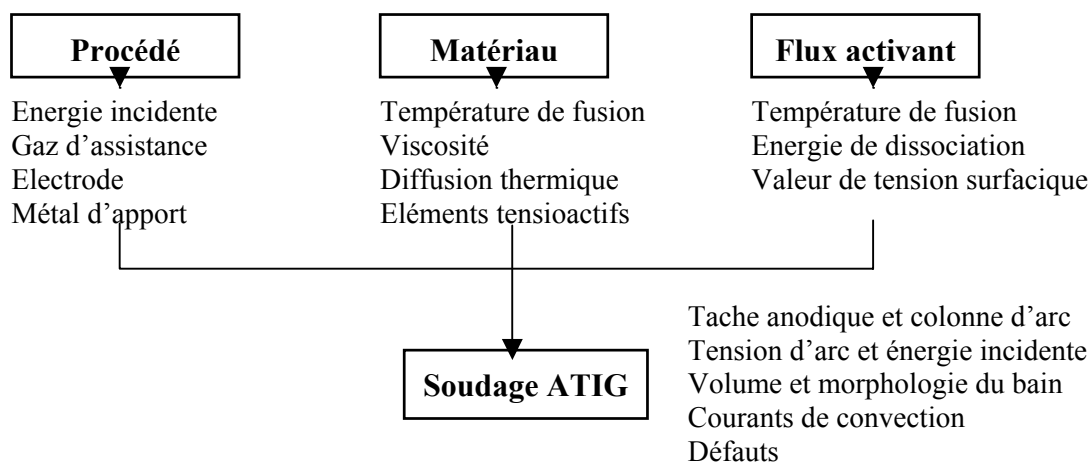 Procédé
Energie incidente
Gaz d’assistance
Electrode
Métal d’apport
Matériau
Température de fusion
Viscosité
Diffusion thermique
Eléments tensioactifs
Flux activant
Température de fusion
Energie de dissociation
Valeur de tension surfacique
Soudage ATIG
Tache anodique et colonne d’arc
Tension d’arc et énergie incidente
Volume et morphologie du bain
Courants de convection
Défauts